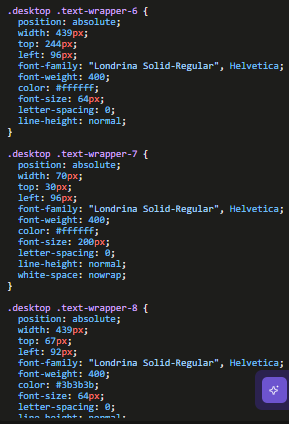 .desktop .text-wrapper-6 {
  position: absolute;
  width: 439px;
  top: 244px;
  left: 96px;
  font-family: "Londrina Solid-Regular", Helvetica;
  font-weight: 400;
  color: #ffffff;
  font-size: 64px;
  letter-spacing: 0;
  line-height: normal;
}

.desktop .text-wrapper-7 {
  position: absolute;
  width: 70px;
  top: 30px;
  left: 96px;
  font-family: "Londrina Solid-Regular", Helvetica;
  font-weight: 400;
  color: #ffffff;
  font-size: 200px;
  letter-spacing: 0;
  line-height: normal;
  white-space: nowrap;
}

.desktop .text-wrapper-8 {
  position: absolute;
  width: 439px;
  top: 67px;
  left: 92px;
  font-family: "Londrina Solid-Regular", Helvetica;
  font-weight: 400;
  color: #3b3b3b;
  font-size: 64px;
  letter-spacing: 0;
  line-height: normal;